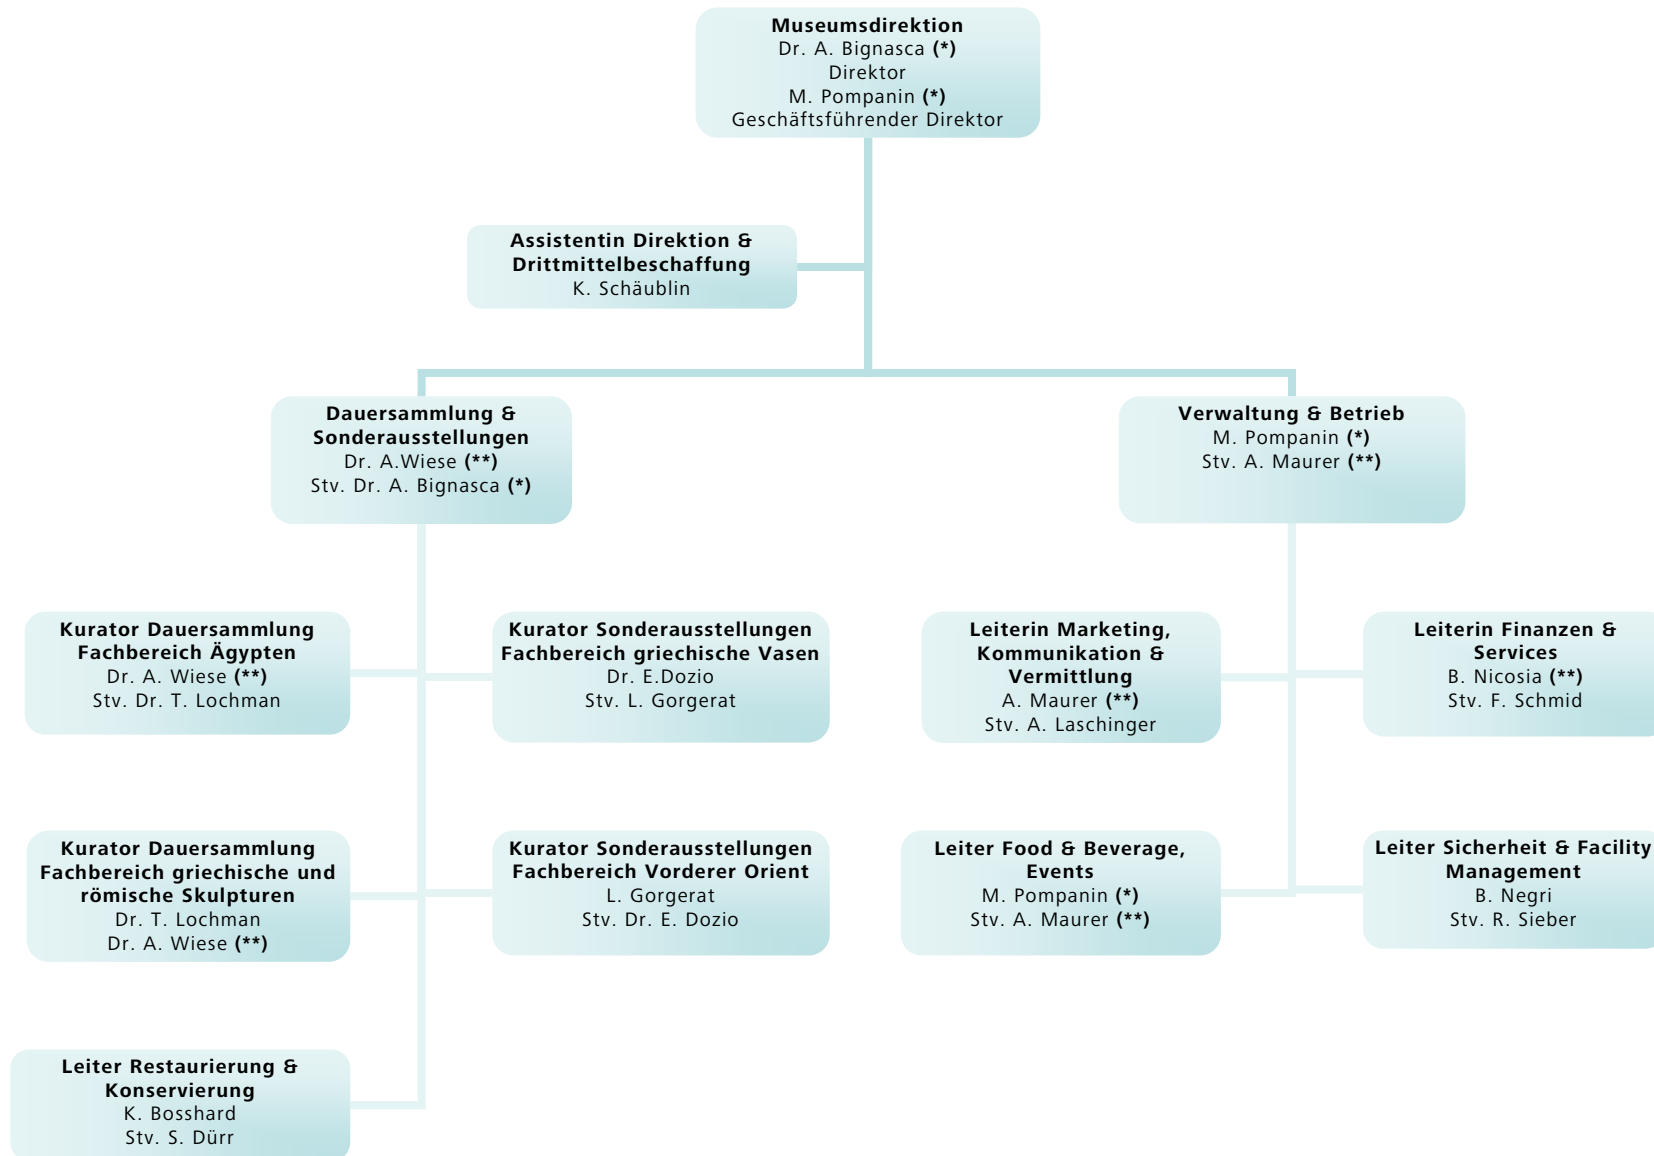 Museumsdirektion
Dr. A. Bignasca (*)
Direktor
M. Pompanin (*)
Geschäftsführender Direktor
Assistentin Direktion &
Drittmittelbeschaffung
K. Schäublin
Dauersammlung &
Sonderausstellungen
Dr. A.Wiese (**)
Stv. Dr. A. Bignasca (*)
Verwaltung & Betrieb
M. Pompanin (*)
Stv. A. Maurer (**)
Kurator Dauersammlung
Fachbereich Ägypten
Dr. A. Wiese (**)
Stv. Dr. T. Lochman
Kurator Sonderausstellungen
Fachbereich griechische Vasen
Dr. E.Dozio
Stv. L. Gorgerat
Leiterin Marketing,
Kommunikation &
Vermittlung
A. Maurer (**)
Stv. A. Laschinger
Leiterin Finanzen &
Services
B. Nicosia (**)
Stv. F. Schmid
Kurator Dauersammlung
Fachbereich griechische und
römische Skulpturen
Dr. T. Lochman
Dr. A. Wiese (**)
Kurator Sonderausstellungen
Fachbereich Vorderer Orient
L. Gorgerat
Stv. Dr. E. Dozio
Leiter Food & Beverage,
Events
M. Pompanin (*)
Stv. A. Maurer (**)
Leiter Sicherheit & Facility
Management
B. Negri
Stv. R. Sieber
Leiter Restaurierung &
Konservierung
K. Bosshard
Stv. S. Dürr